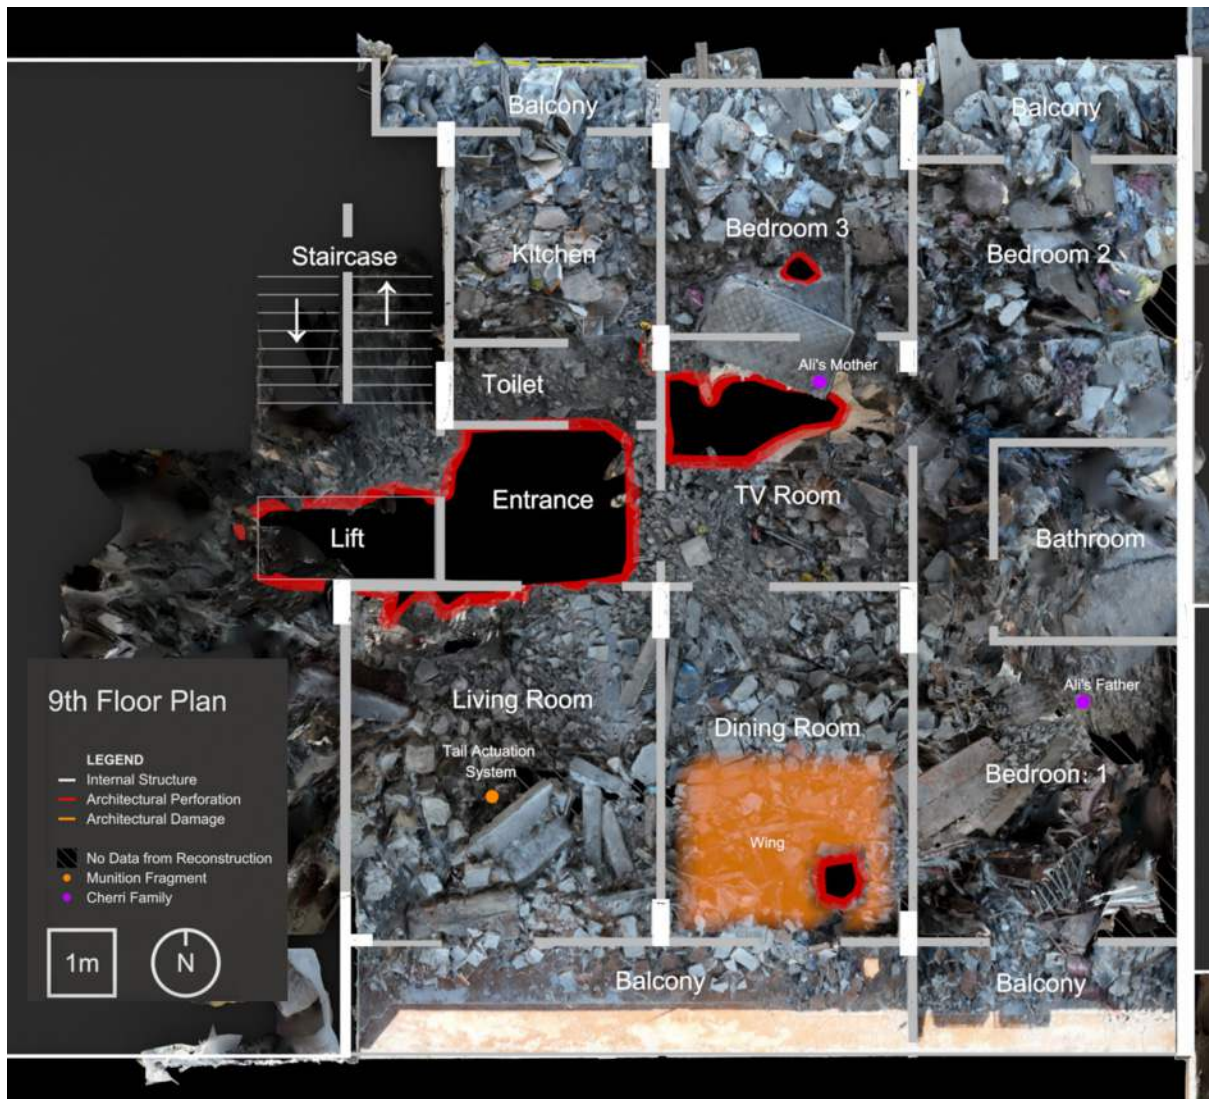 Balcony
Balcony
Bedroom 3
Staircase
Kitchen
Bedroom 2
Ali's Mother
Toilet
Entrance
TV Room
Lift
Bathroom
Ali's Father
Living Room
Dining Room
Tail Actuation
System
Bedroom 1
Wing
Balcony
Balcony
9th Floor Plan
LEGEND
Internal Structure
Architectural Perforation
Architectural Damage
No Data from Reconstruction
Munition Fragment
Cherri Family
1m
N